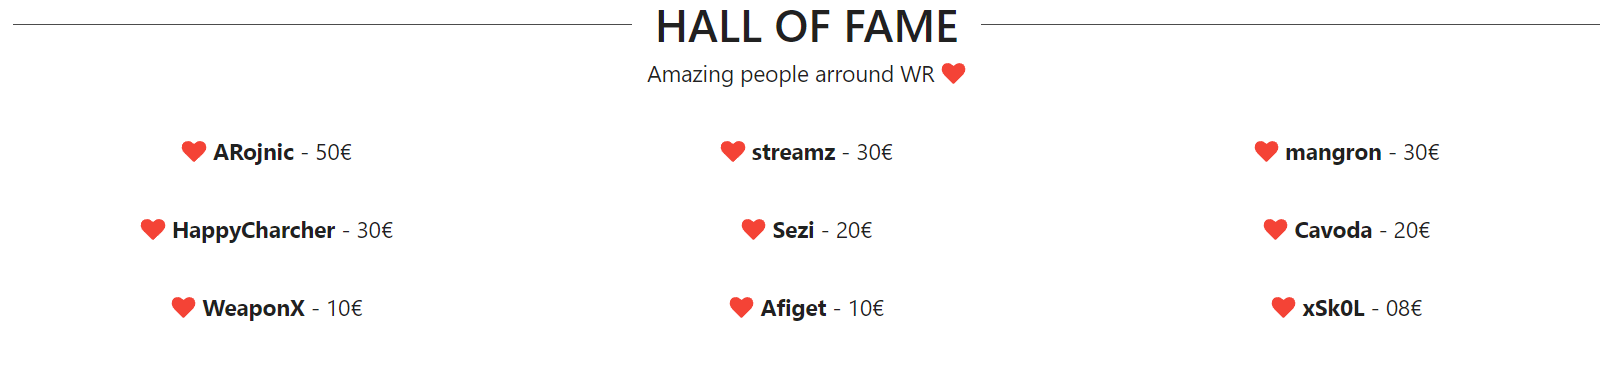 HALL OF FAME
Amazing people arround WR ❤
❤ ARojnic - 50€
❤ streamz - 30€
❤ mangron - 30€
❤ HappyCharcher - 30€
❤ Sezi - 20€
❤ Cavoda - 20€
❤ WeaponX - 10€
❤ Afiget - 10€
❤ xSk0L - 08€